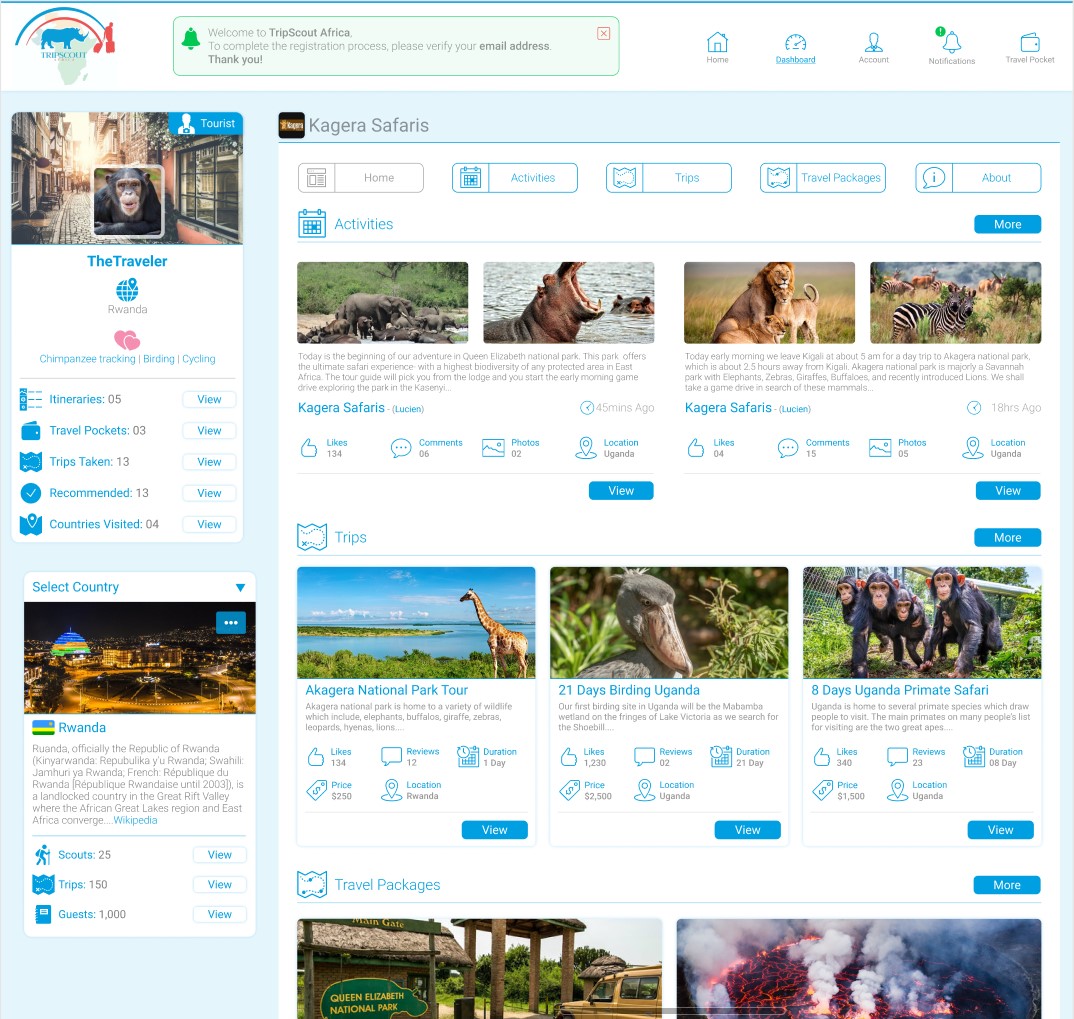 TRIPSCOUT
Welcome to TripScout Africa,
To complete the registration process, please verify your email address.
Thank you!
Home
Dashboard
Account
Notifications
Travel Pocket
Tourist
TheTraveler
Rwanda
Chimpanzee tracking | Birding | Cycling
Itineraries: 05
View
Travel Pockets: 03
View
Trips Taken: 13
View
Recommended: 13
View
Countries Visited: 04
View
Select Country
Rwanda
Ruanda, officially the Republic of Rwanda
(Kinyarwanda: Repubulika y'u Rwanda; Swahili:
Jamhuri ya Rwanda; French: République du
Rwanda [République Rwandaise until 2003]), is
a landlocked country in the Great Rift Valley
where the African Great Lakes region and East
Africa converge....Wikipedia
Scouts: 25
View
Trips: 150
View
Guests: 1,000
View
Kagera
Kagera Safaris
Home
Activities
Trips
Travel Packages
About
Activities
More
Today is the beginning of our adventure in Queen Elizabeth national park. This park offers
the ultimate safari experience- with a highest biodiversity of any protected area in East
Africa. The tour guide will pick you from the lodge and you start the early morning game
drive exploring the park in the Kasenyi...
Kagera Safaris - (Lucien)
45mins Ago
Likes
134
Comments
06
Photos
02
Location
Uganda
View
Today early morning we leave Kigali at about 5 am for a day trip to Akagera national park,
which is about 2.5 hours away from Kigali. Akagera national park is majorly a Savannah
park with Elephants, Zebras, Giraffes, Buffaloes, and recently introduced Lions. We shall
take a game drive in search of these mammals...
Kagera Safaris - (Lucien)
18hrs Ago
Likes
04
Comments
15
Photos
05
Location
Uganda
View
Trips
More
Akagera National Park Tour
Akagera national park is home to a variety of wildlife
which include, elephants, buffalos, giraffe, zebras,
leopards, hyenas, lions....
Likes
134
Reviews
12
Duration
1 Day
Price
$250
Location
Rwanda
View
21 Days Birding Uganda
Our first birding site in Uganda will be the Mabamba
wetland on the fringes of Lake Victoria as we search for
the Shoebill....
Likes
1,230
Reviews
02
Duration
21 Day
Price
$2,500
Location
Uganda
View
8 Days Uganda Primate Safari
Uganda is home to several primate species which draw
people to visit. The main primates on many people's list
for visiting are the two great apes....
Likes
340
Reviews
23
Duration
08 Day
Price
$1,500
Location
Uganda
View
Travel Packages
More
Main Gate
QUEEN ELIZABETH
NATIONAL PARK